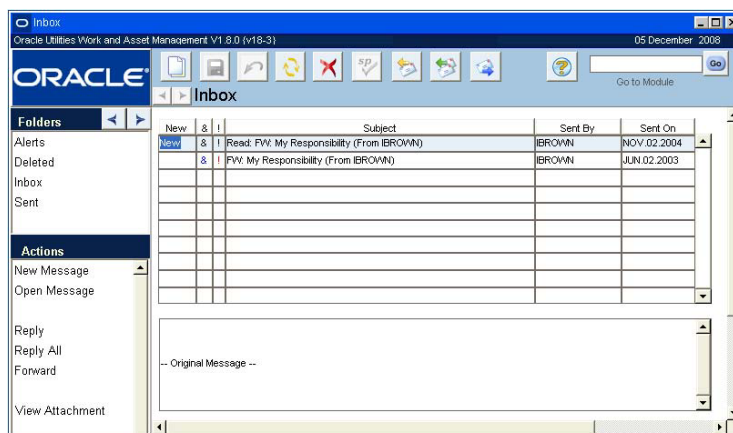 Inbox
Oracle Utilities Work and Asset Management V1.8.0 (v18-3) 05 December 2008
ORACLE
sp
Go
Go to Module
Inbox
Folders
Alerts
Deleted
Inbox
Sent
New & ! Subject Sent By Sent On
New & ! Read: FW: My Responsibility (From IBROWN) IBROWN NOV.02.2004
& ! FW: My Responsibility (From IBROWN) IBROWN JUN.02.2003
Actions
New Message
Open Message
Reply
Reply All
Forward
View Attachment
-- Original Message --